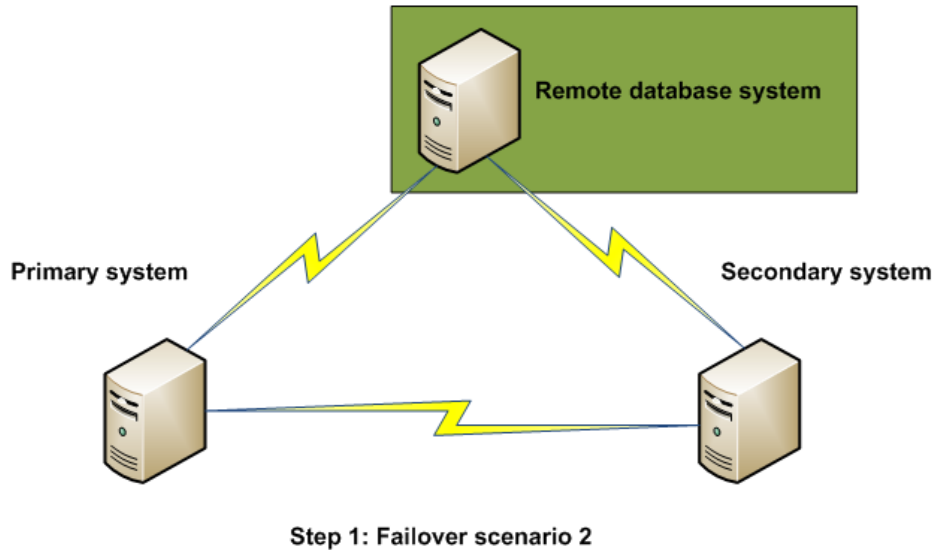 Remote database system
Primary system
Secondary system
Step 1: Failover scenario 2